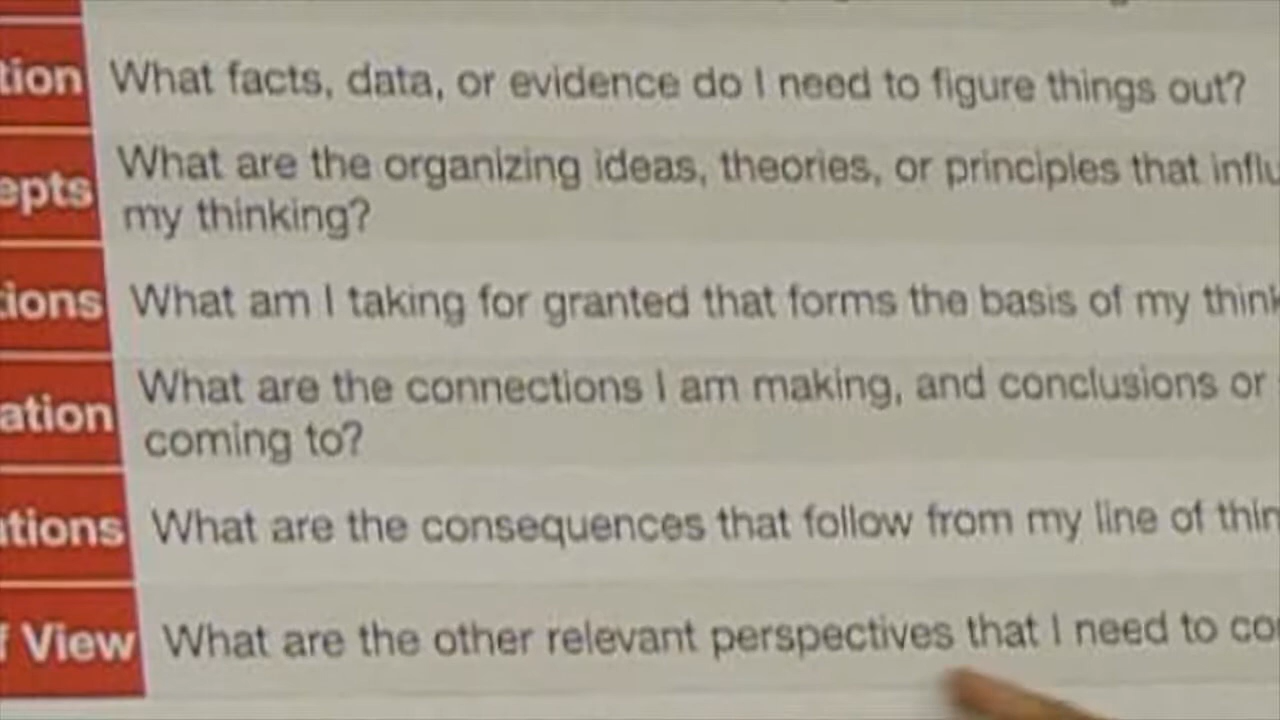 tion What facts, data, or evidence do I need to figure things out?
What are the organizing ideas, theories, or principles that influ
epts
my thinking?
tions What am I taking for granted that forms the basis of my think
What are the connections I am making, and conclusions or
ation
coming to?
ations What are the consequences that follow from my line of thin
f View What are the other relevant perspectives that I need to co